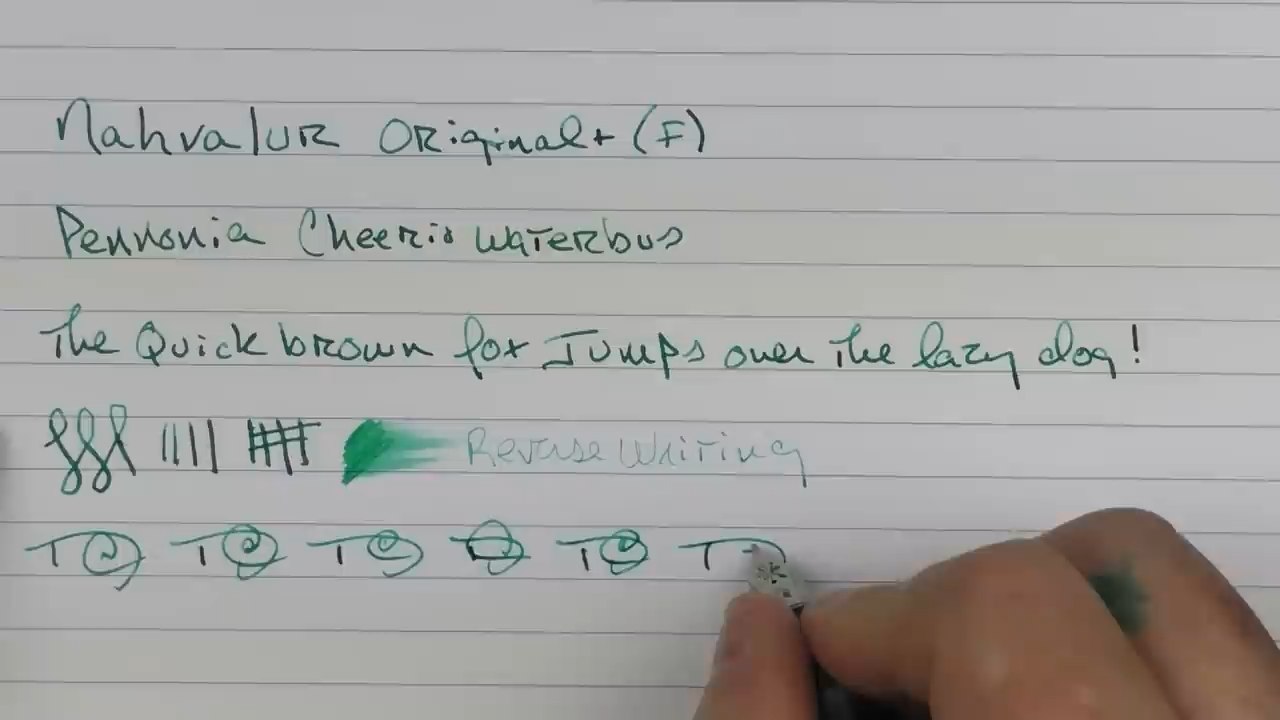 Nahvalur Original+ (F)
Pennonia Cheerio Waterbus
The Quick brown fox Jumps over the lazy dog!
Reverse Writing